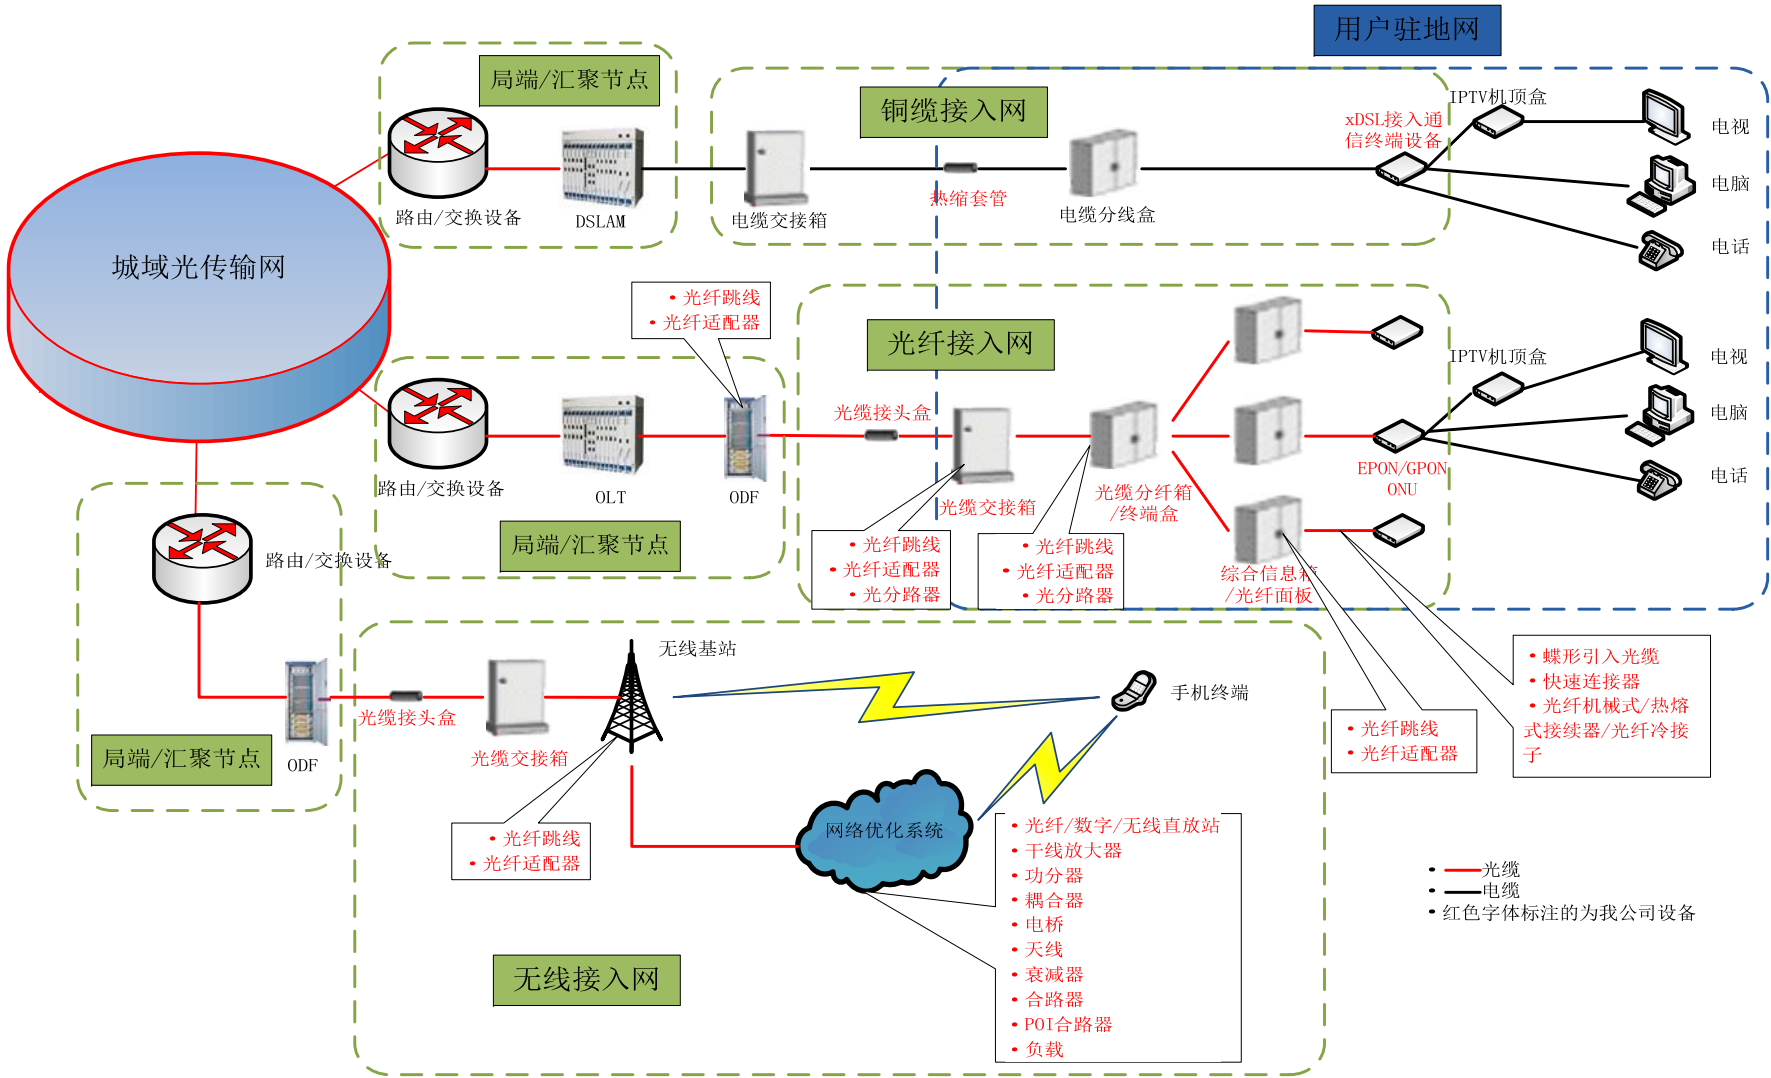 用户驻地网
局端/汇聚节点
铜缆接入网
IPTV机顶盒
xDSL接入通
信终端设备
电视
电脑
电话
热缩套管
路由/交换设备
DSLAM
电缆交接箱
电缆分线盒
城域光传输网
• 光纤跳线
• 光纤适配器
光纤接入网
IPTV机顶盒
电视
电脑
电话
光缆接头盒
EPON/GPON
ONU
路由/交换设备
OLT
ODF
光缆交接箱
光缆分纤箱
/终端盒
局端/汇聚节点
• 光纤跳线
• 光纤适配器
• 光分路器
• 光纤跳线
• 光纤适配器
• 光分路器
综合信息箱
/光纤面板
路由/交换设备
无线基站
手机终端
• 蝶形引入光缆
• 快速连接器
• 光纤机械式/热熔
式接续器/光纤冷接
子
• 光纤跳线
• 光纤适配器
光缆接头盒
局端/汇聚节点
ODF
光缆交接箱
• 光纤跳线
• 光纤适配器
网络优化系统
• 光纤/数字/无线直放站
• 干线放大器
• 功分器
• 耦合器
• 电桥
• 天线
• 衰减器
• 合路器
• POI合路器
• 负载
• 光缆
• 电缆
• 红色字体标注的为我公司设备
无线接入网